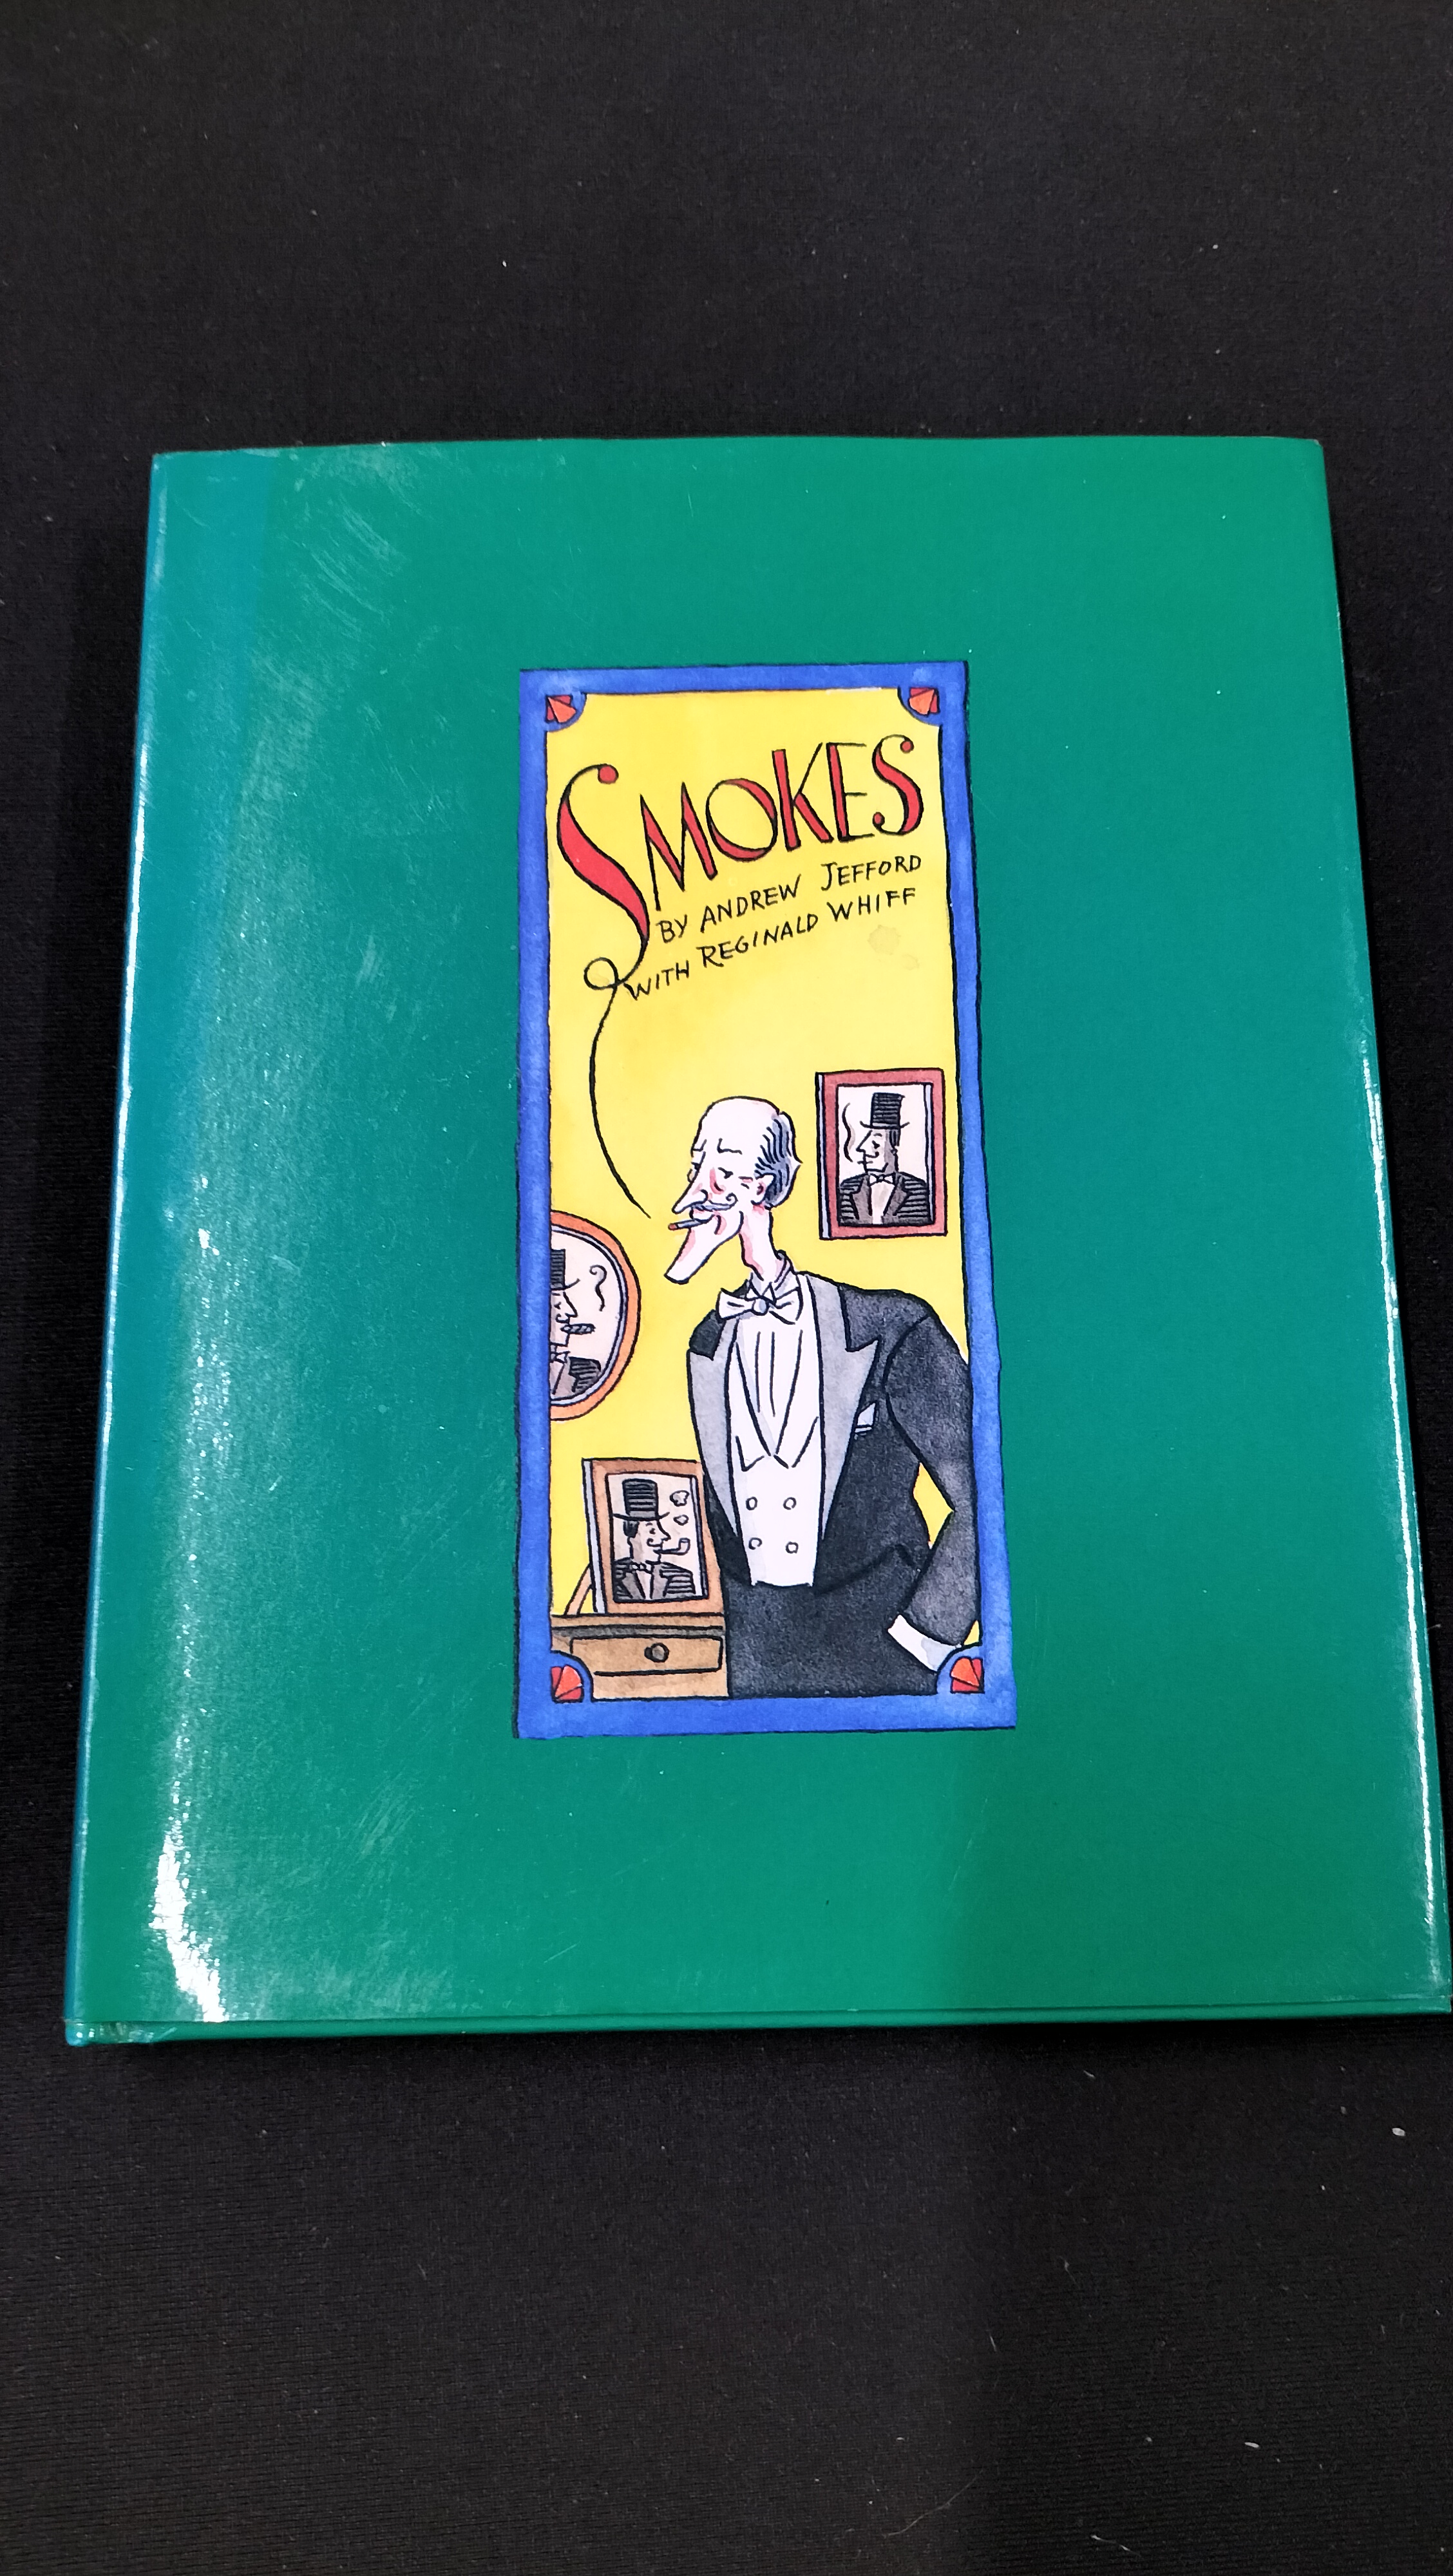 SMOKES
BY ANDREW JEFFORD
WITH REGINALD WHIFF